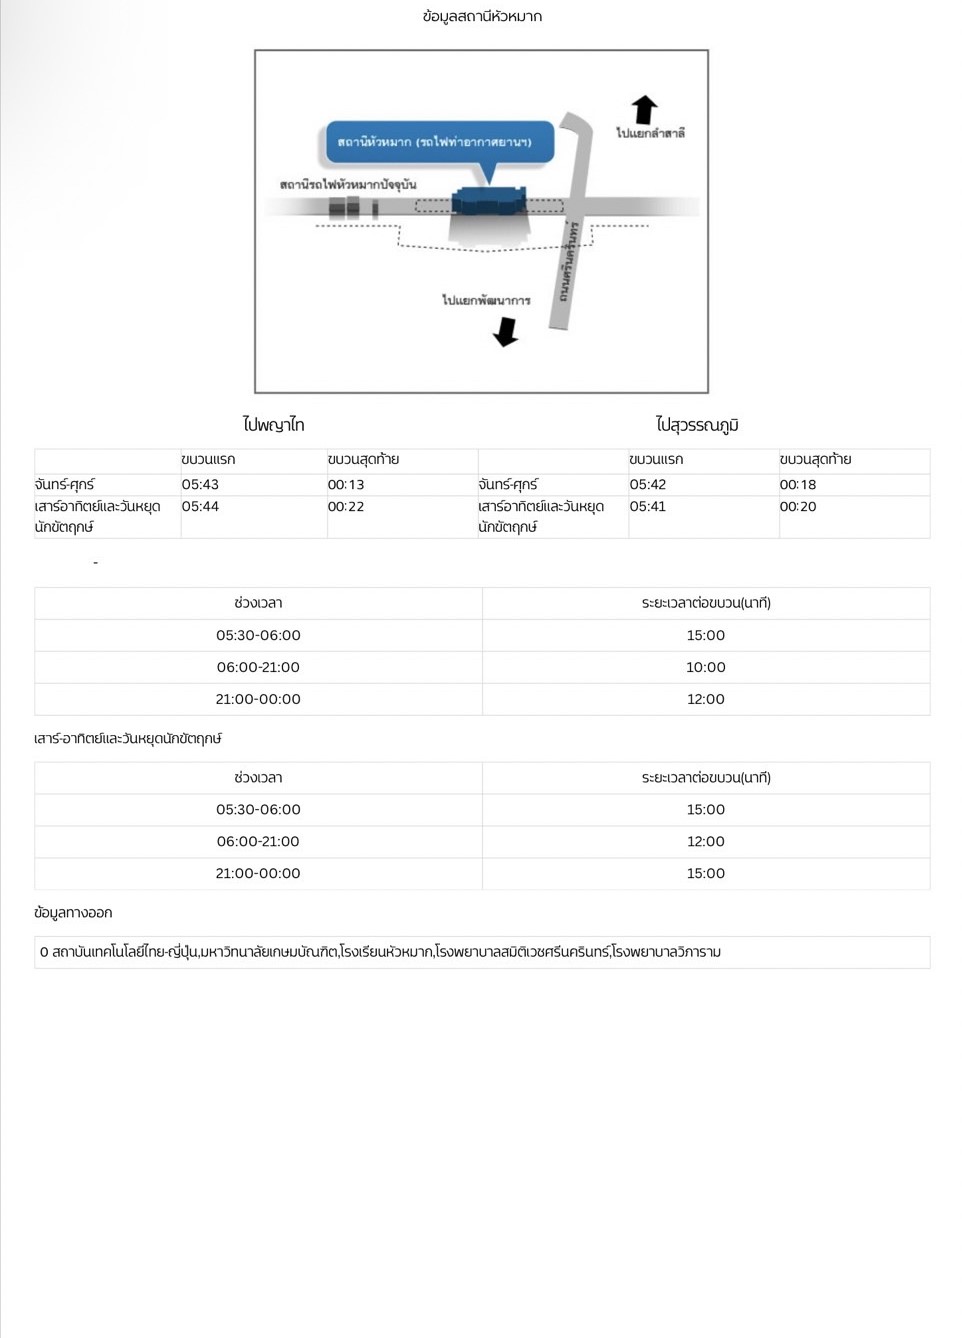 ข้อมูลสถานีหัวหมาก
ไปแยกลำสาลี
สถานีหัวหมาก (รถไฟท่าอากาศยานฯ)
สถานีรถไฟหัวหมากปัจจุบัน
ถนนศรีนครินทร์
ไปแยกพัฒนาการ
ไปพญาไท ไปสุวรรณภูมิ
ขบวนแรก ขบวนสุดท้าย ขบวนแรก ขบวนสุดท้าย
จันทร์-ศุกร์ 05:43 00:13 จันทร์-ศุกร์ 05:42 00:18
เสาร์อาทิตย์และวันหยุด 05:44 00:22 เสาร์อาทิตย์และวันหยุด 05:41 00:20
นักขัตฤกษ์ นักขัตฤกษ์
-
ช่วงเวลา ระยะเวลาต่อขบวน(นาที)
05:30-06:00 15:00
06:00-21:00 10:00
21:00-00:00 12:00
เสาร์-อาทิตย์และวันหยุดนักขัตฤกษ์
ช่วงเวลา ระยะเวลาต่อขบวน(นาที)
05:30-06:00 15:00
06:00-21:00 12:00
21:00-00:00 15:00
ข้อมูลทางออก
0 สถาบันเทคโนโลยีไทย-ญี่ปุ่น,มหาวิทนาลัยเกษมบัณฑิต,โรงเรียนหัวหมาก,โรงพยาบาลสมิติเวชศรีนครินทร์,โรงพยาบาลวิภาราม